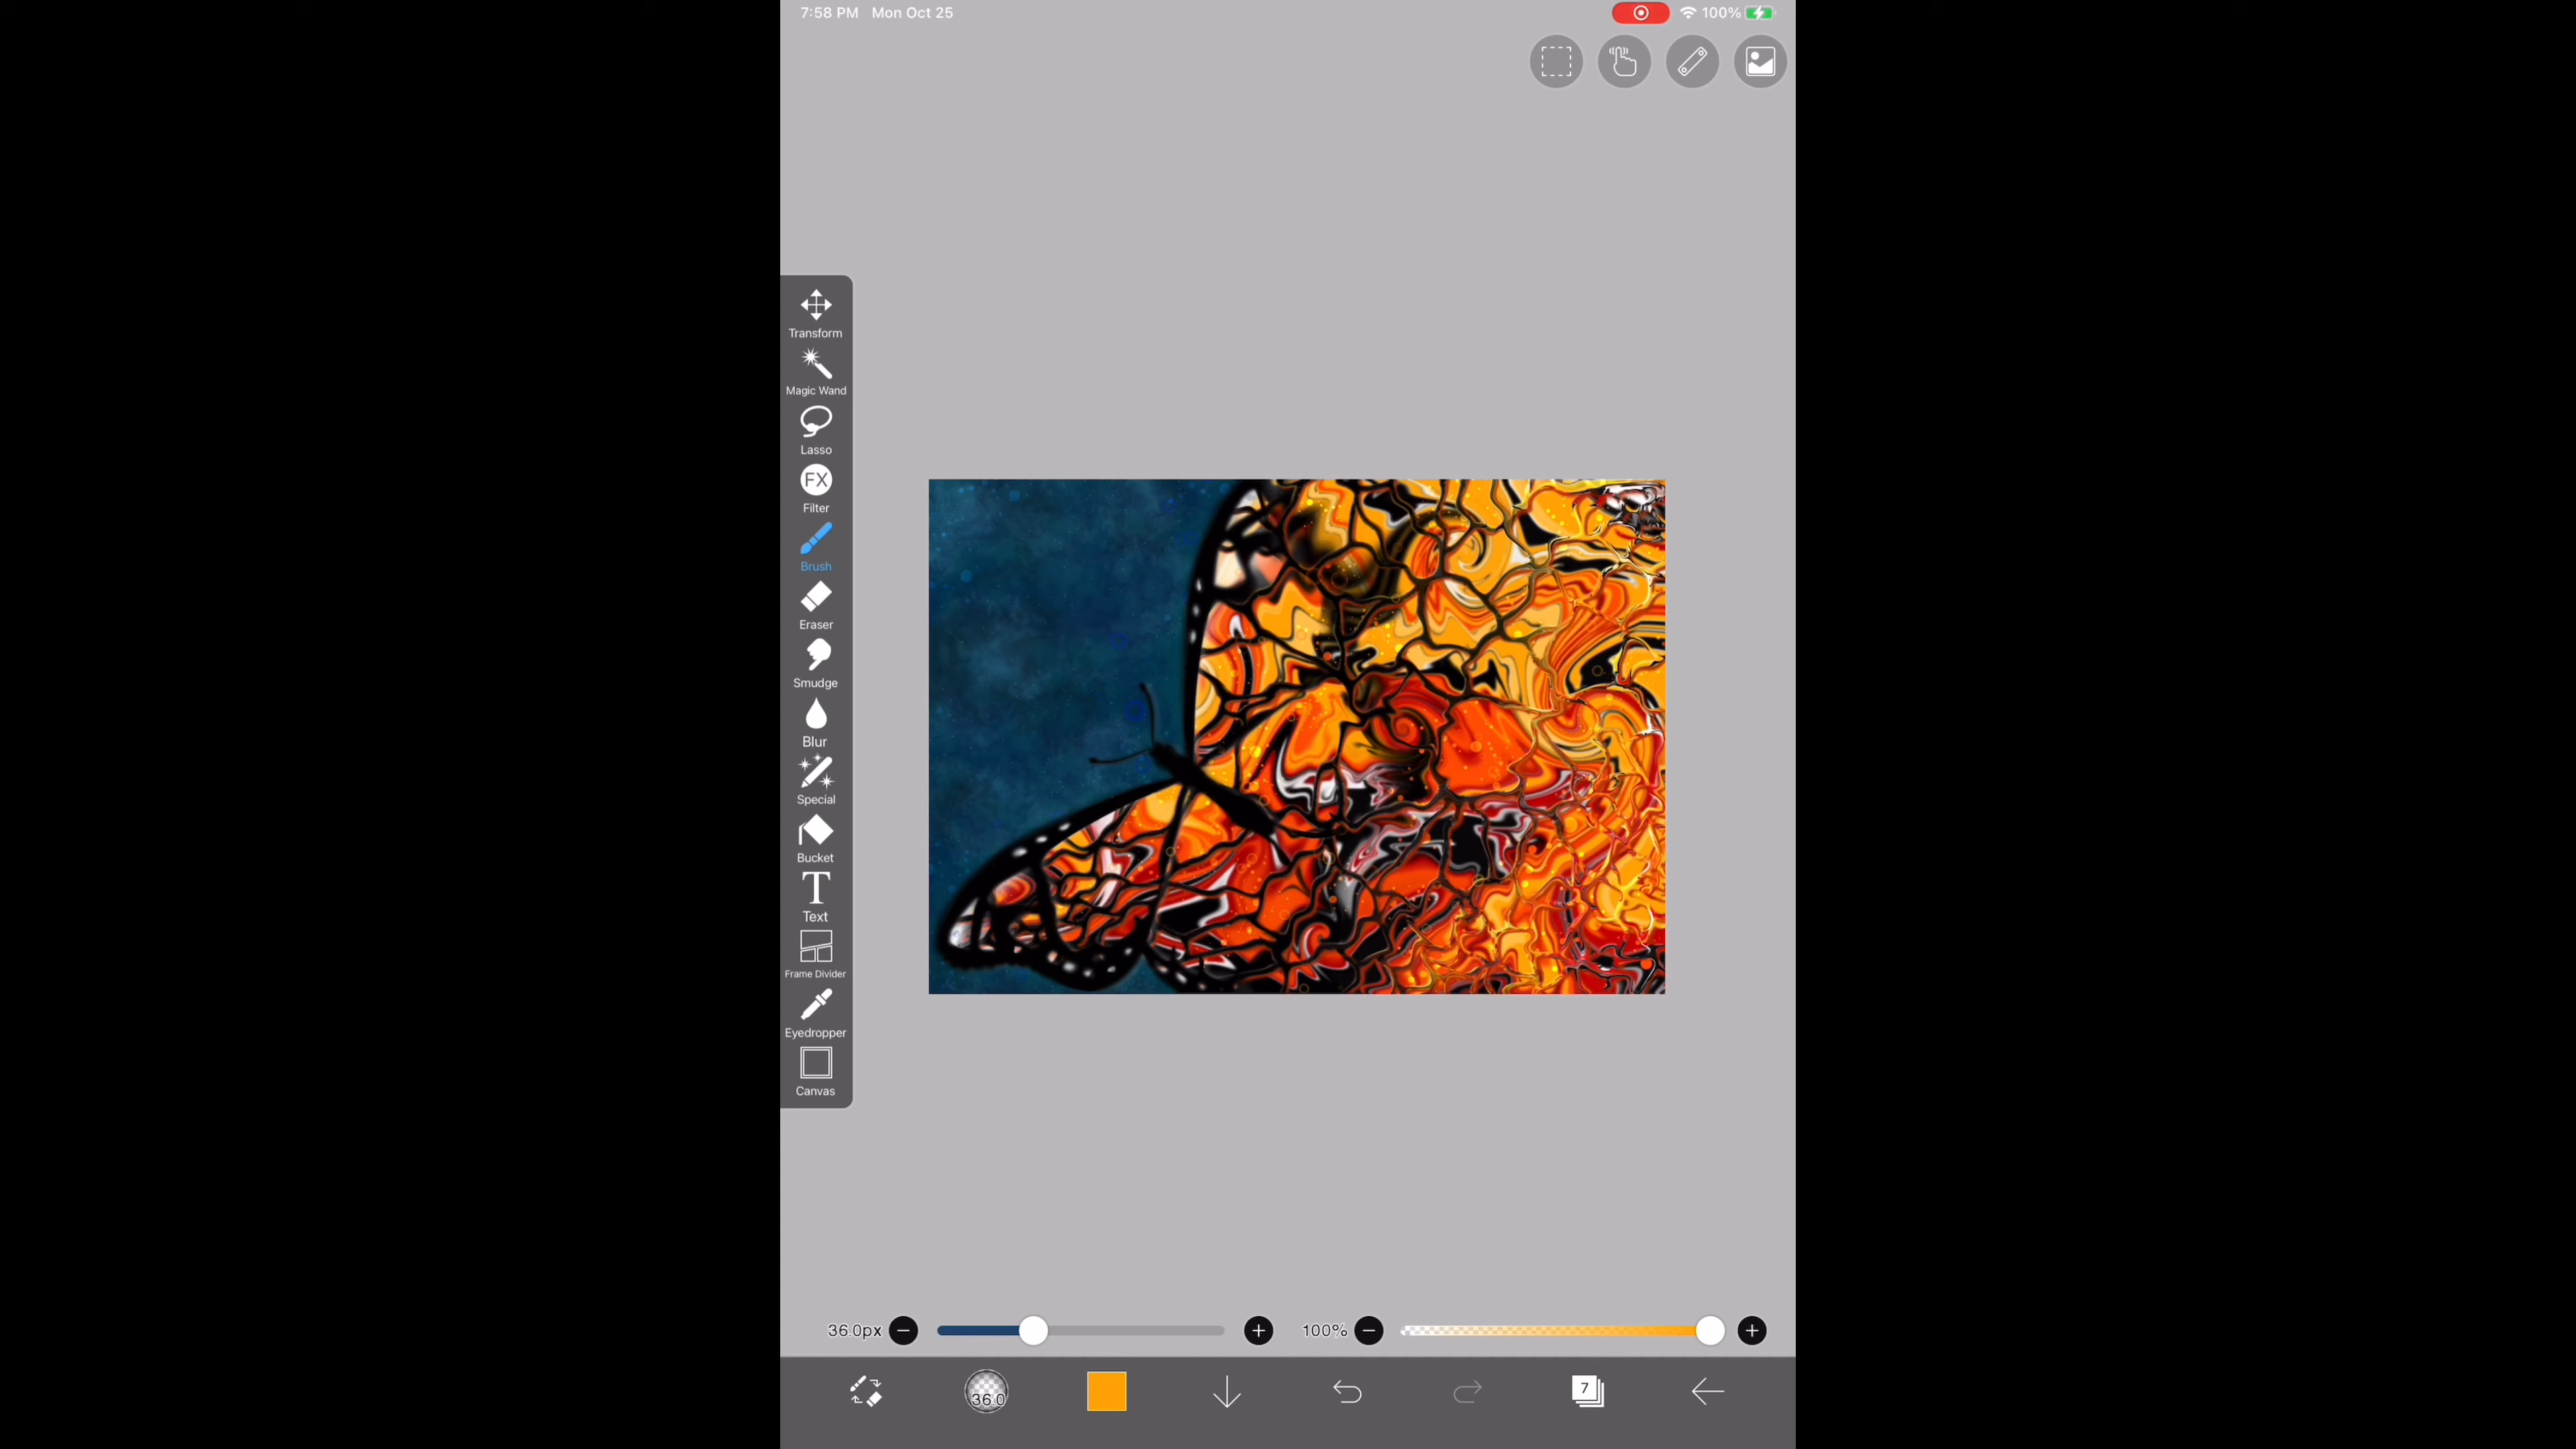 7:58 PM Mon Oct 25
100%
Transform
Magic Wand
Lasso
FX
Filter
Brush
Eraser
Smudge
Blur
Special
Bucket
T
Text
Frame Divider
Eyedropper
Canvas
36.0px
100%
36.0
7